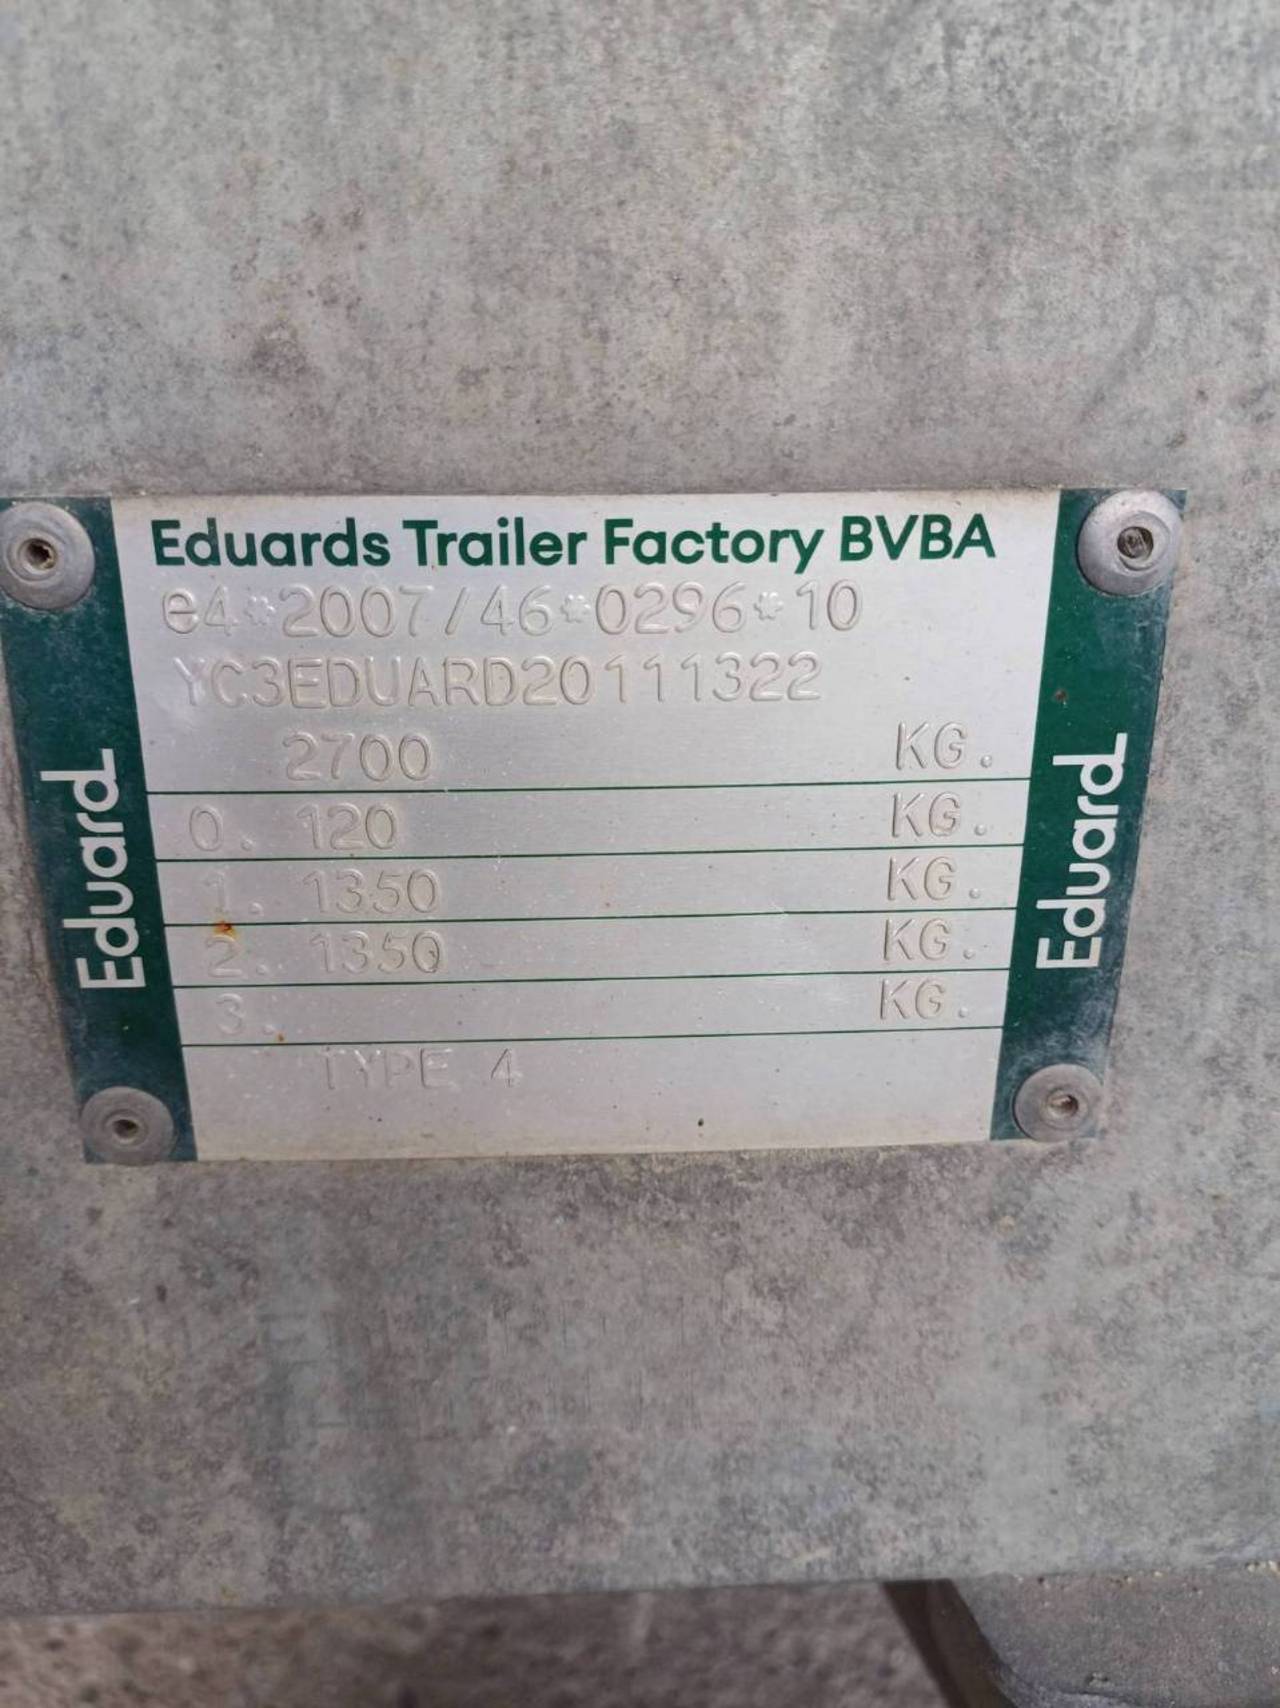 Eduards Trailer Factory BVBA
e4*2007/46*0296*10
YC3EDUARD20111322
2700 KG.
0. 120 KG.
1. 1350 KG.
2. 1350 KG.
3. KG.
TYPE 4
Eduard
Eduard